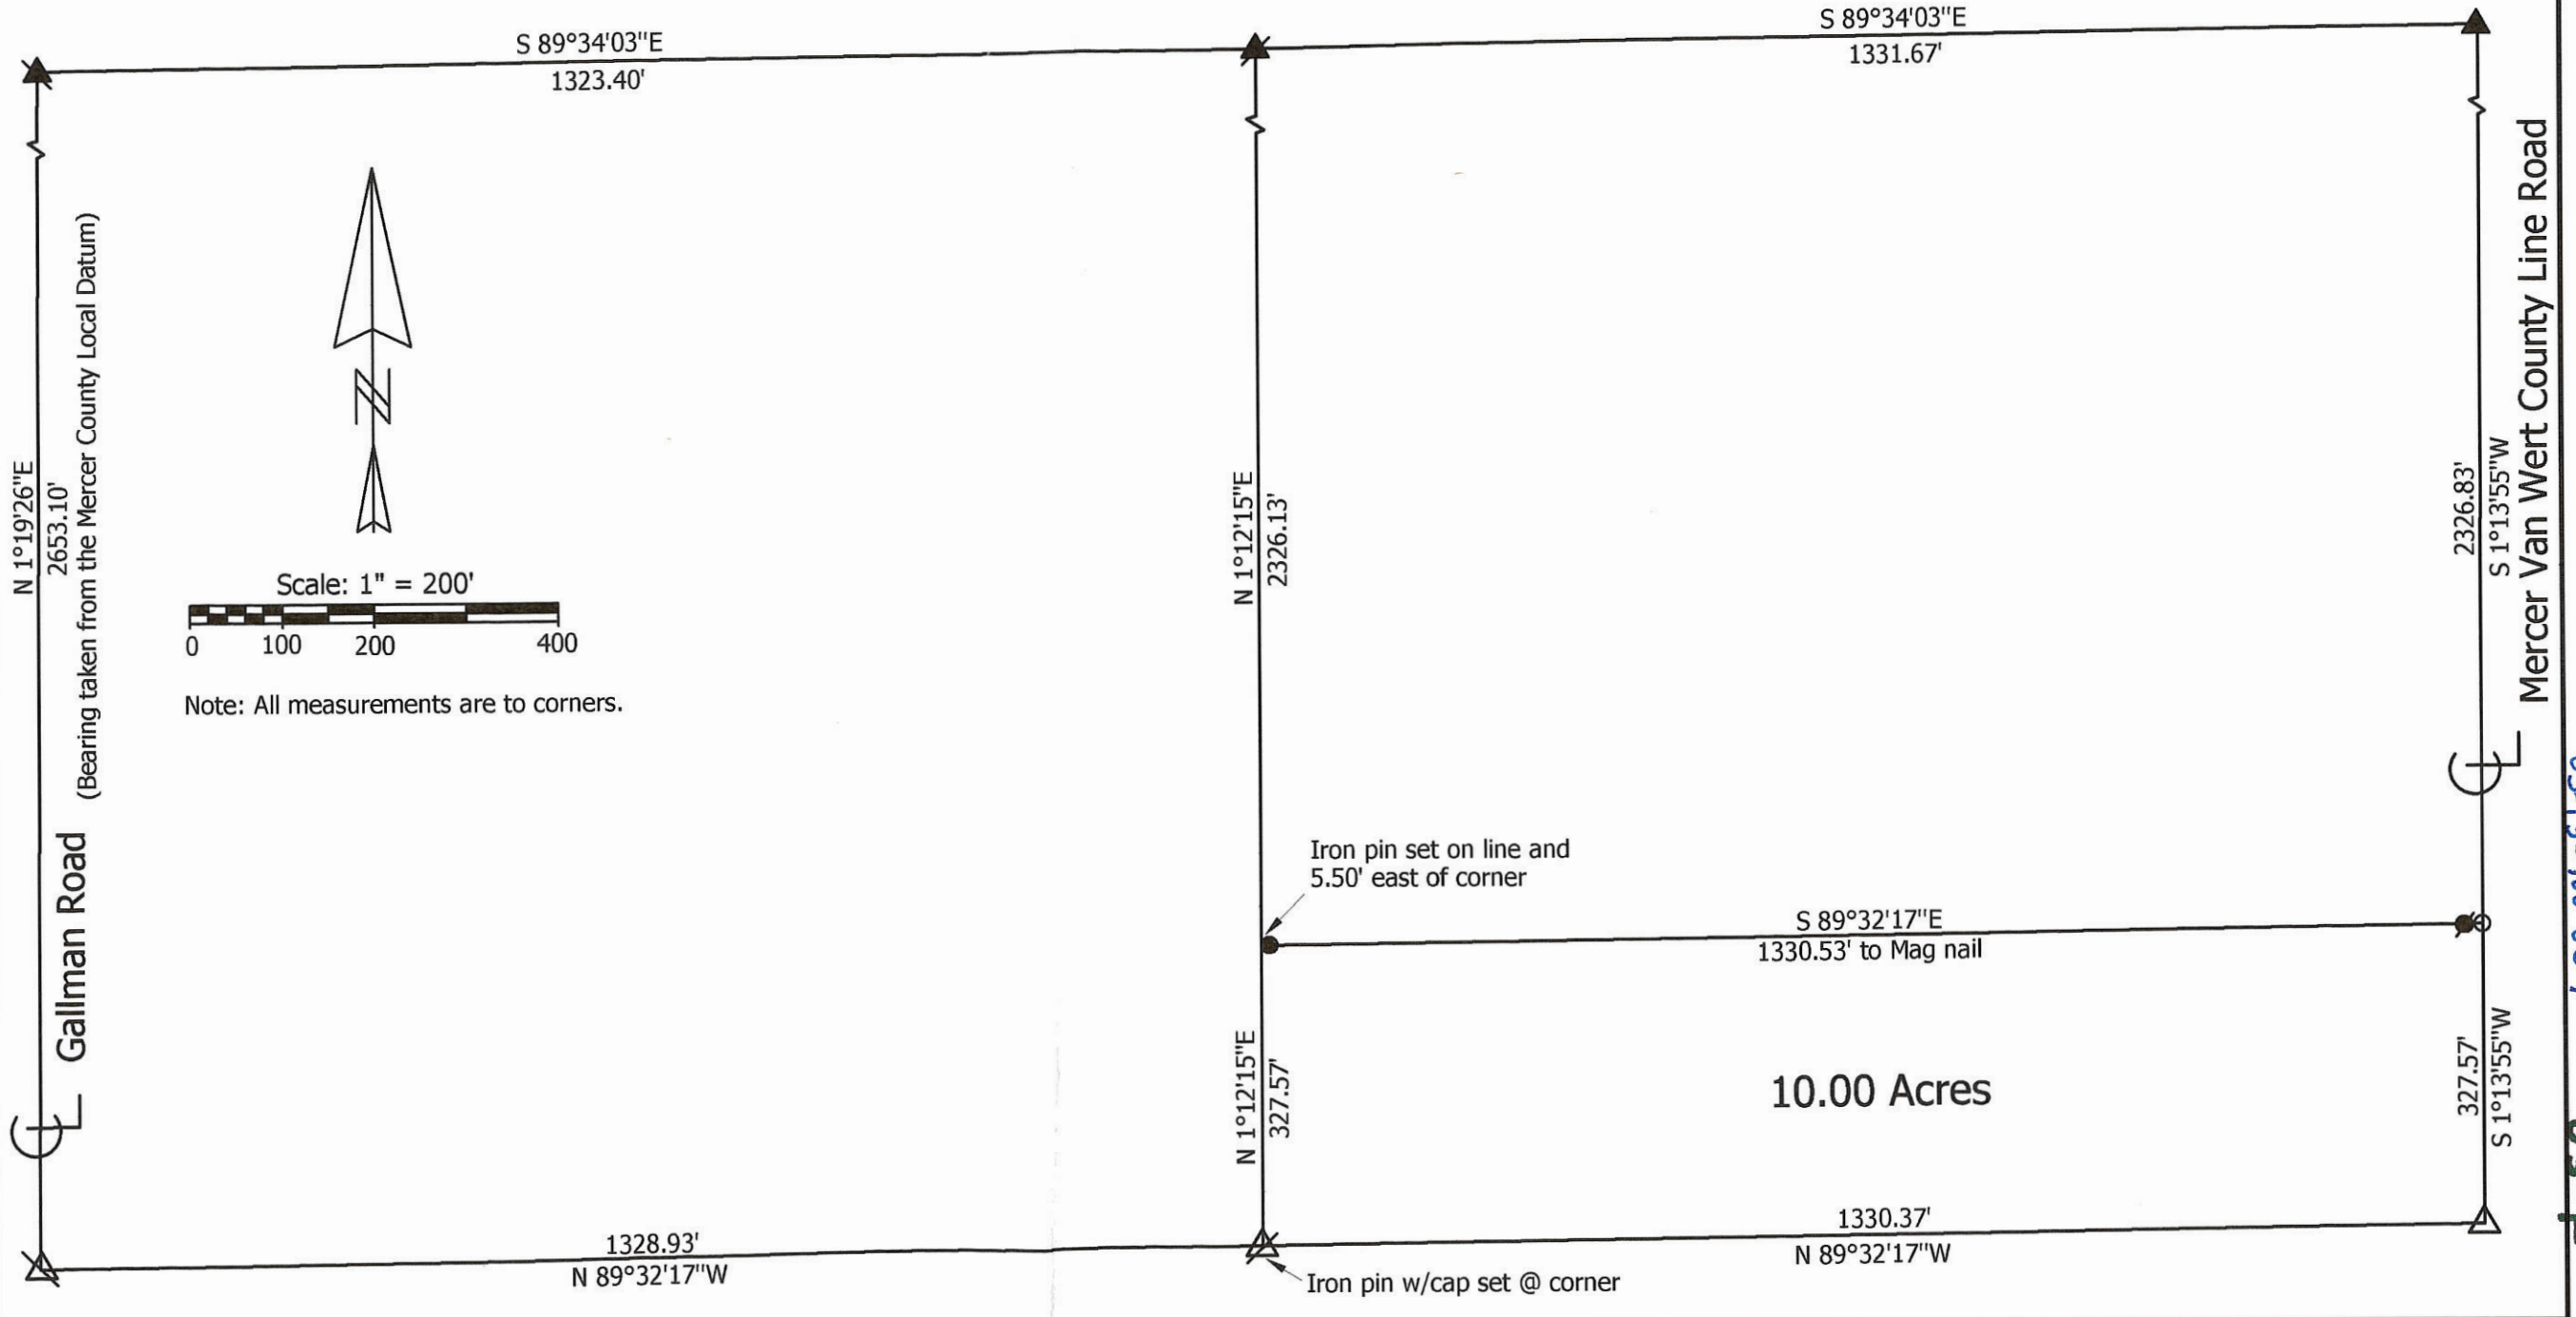 S 89°34'03"E
1323.40'
S 89°34'03"E
1331.67'
N 1°19'26"E
2653.10'
(Bearing taken from the Mercer County Local Datum)
Gallman Road
N
Scale: 1" = 200'
0 100 200 400
Note: All measurements are to corners.
N 1°12'15"E
2326.13'
2326.83'
S 1°13'55"W
Mercer Van Wert County Line Road
Iron pin set on line and
5.50' east of corner
S 89°32'17"E
1330.53' to Mag nail
N 1°12'15"E
327.57'
10.00 Acres
327.57'
S 1°13'55"W
1328.93'
N 89°32'17"W
1330.37'
N 89°32'17"W
Iron pin w/cap set @ corner